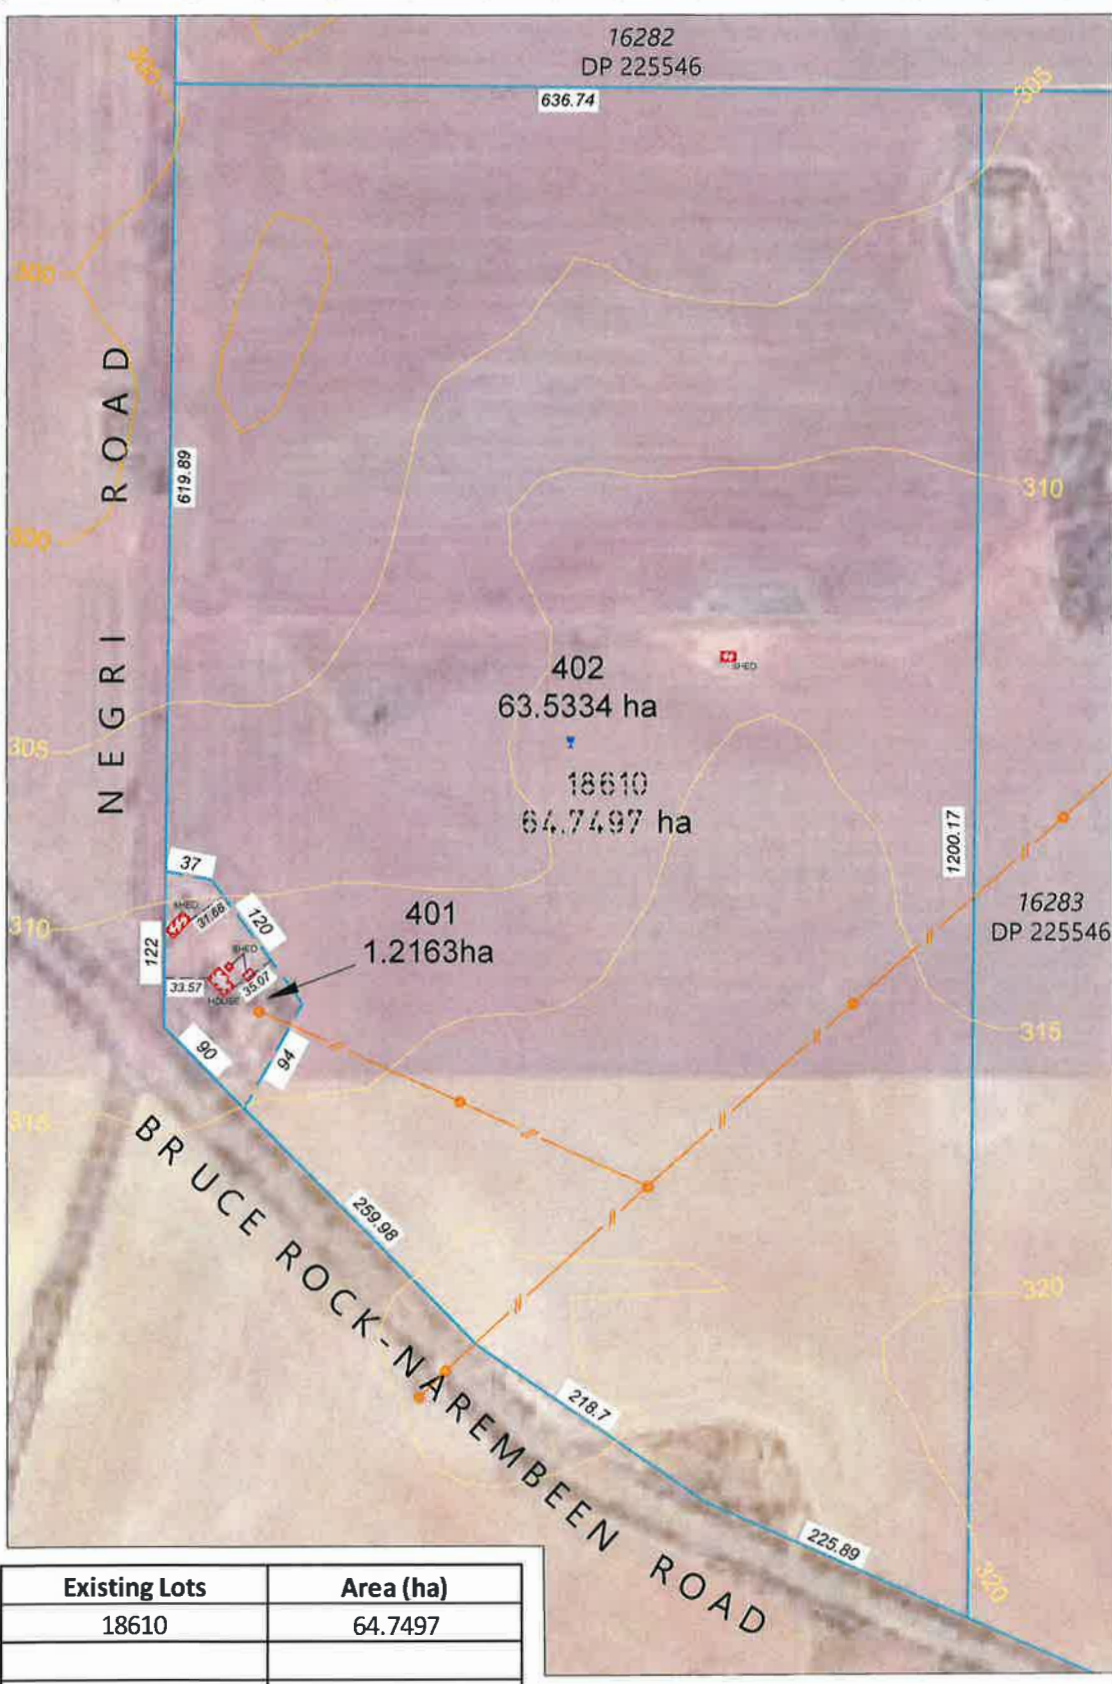 16282
DP 225546
636.74
300
305
300
NEGRI ROAD
619.89
310
300
402
63.5334 ha
SHED
305
18610
64.7497 ha
1200.17
37
16283
DP 225546
SHED
31.66
120
401
1.2163ha
310
122
SHED
33.57
HOUSE
35.07
315
90
94
315
BRUCE ROCK-NAREMBEEN ROAD
259.98
320
218.7
225.89
320
Existing Lots
Area (ha)
18610
64.7497